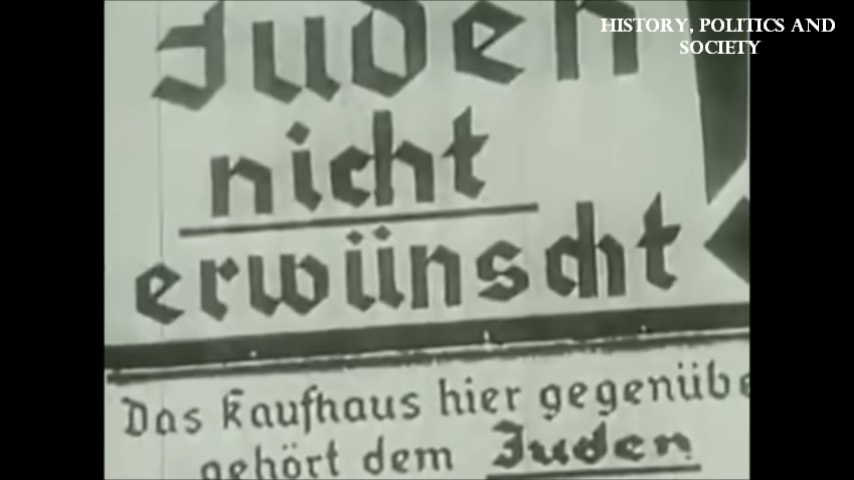 HISTORY, POLITICS AND
SOCIETY
Juden
nicht
erwünscht!
Das Kaufhaus hier gegenübe
gehört dem Juden